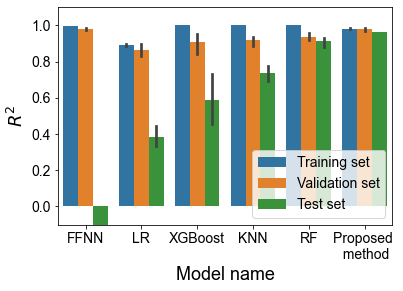 R²
1.0
0.8
0.6
0.4
0.2
0.0
Training set
Validation set
Test set
FFNN LR XGBoost KNN RF Proposed
method
Model name